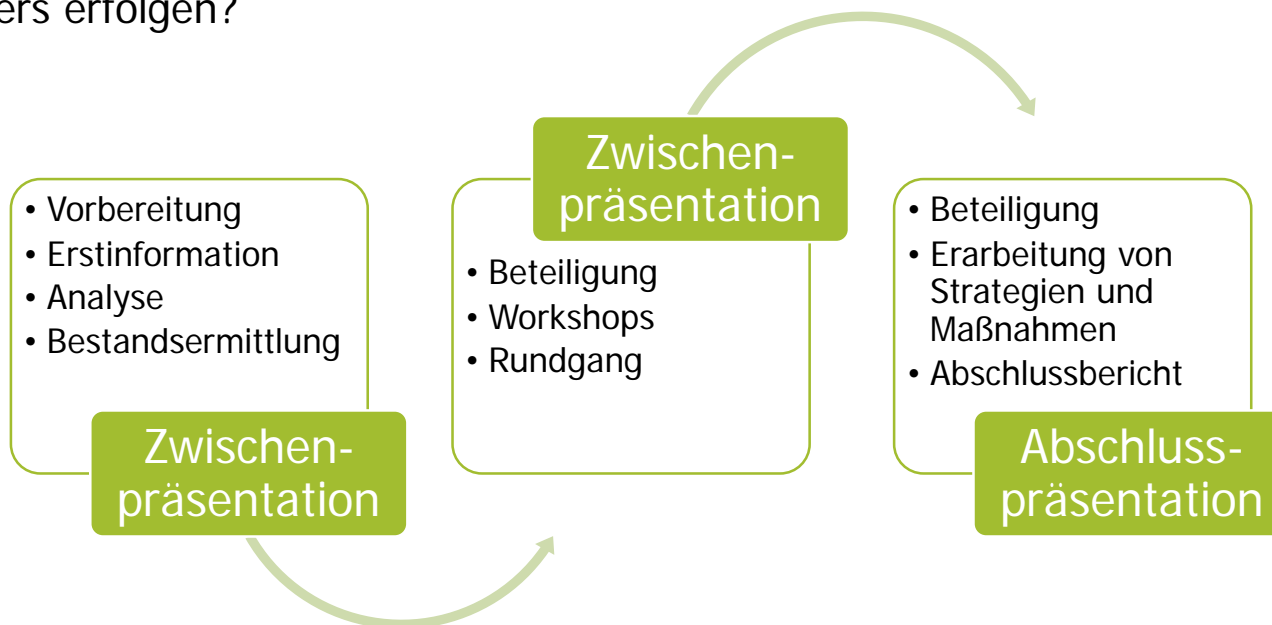 ers erfolgen?
• Vorbereitung
• Erstinformation
• Analyse
• Bestandsermittlung
Zwischen-
präsentation
Zwischen-
präsentation
• Beteiligung
• Workshops
• Rundgang
• Beteiligung
• Erarbeitung von
Strategien und
Maßnahmen
• Abschlussbericht
Abschluss-
präsentation